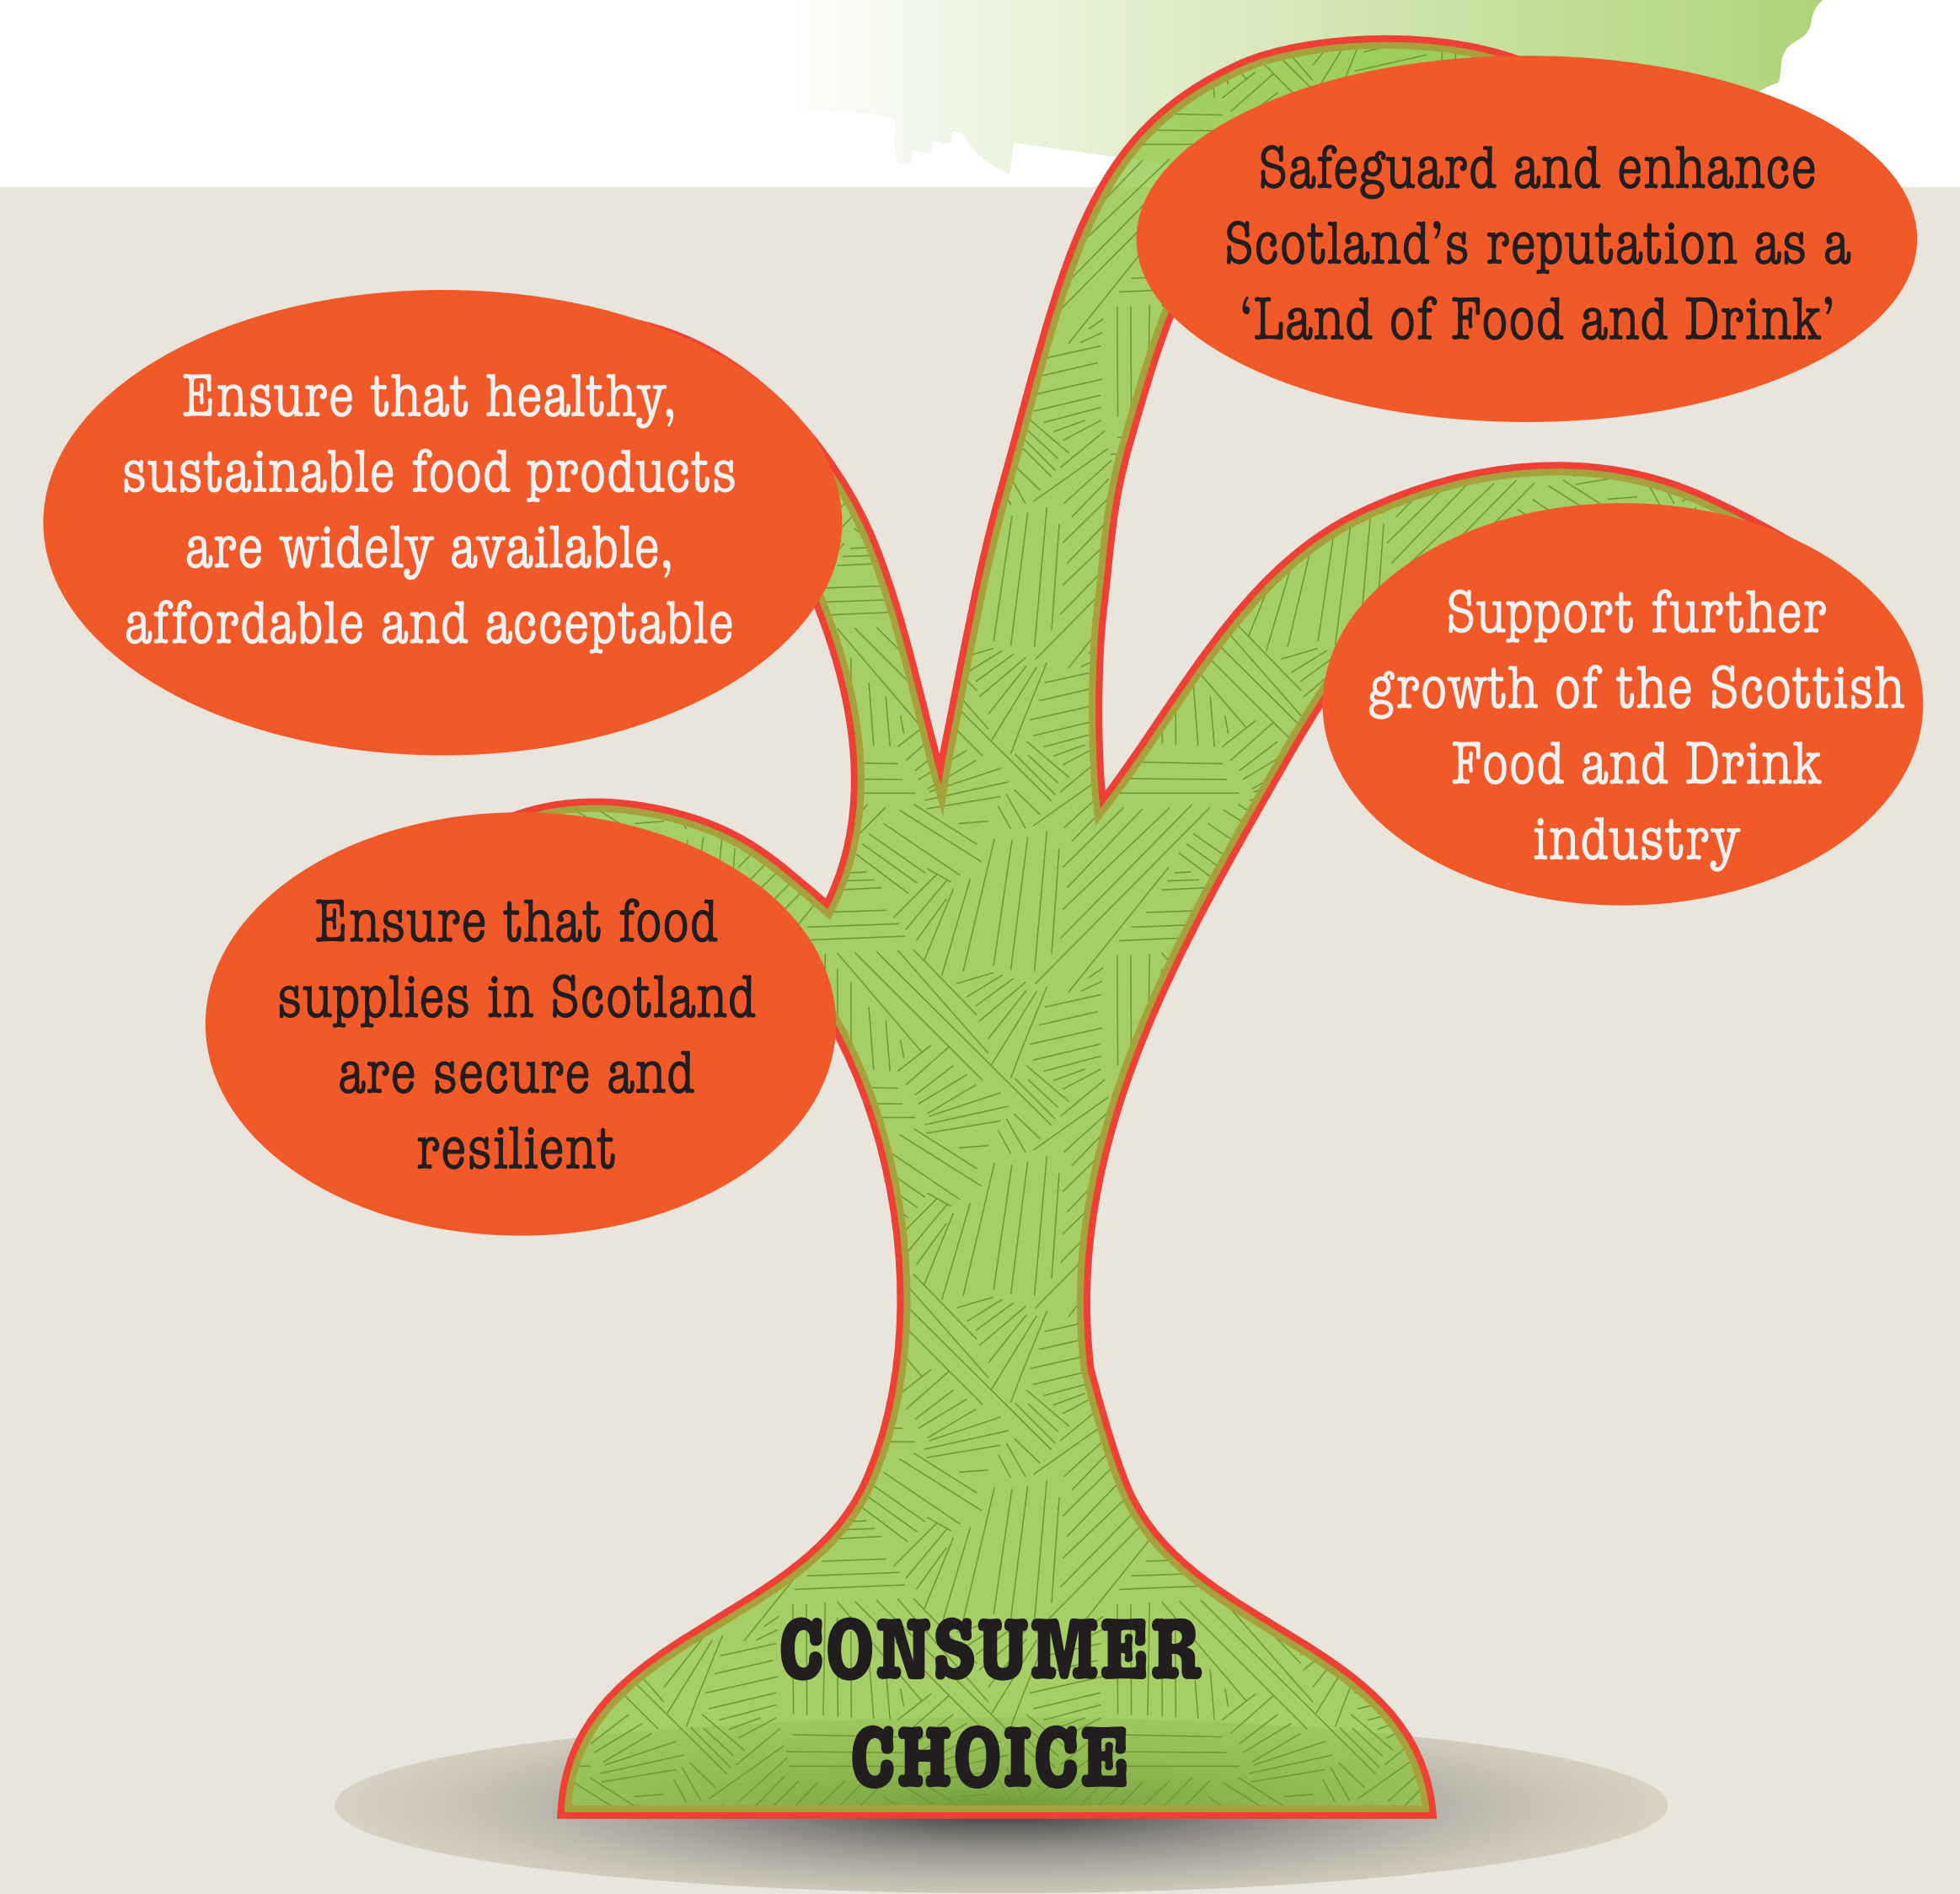 Safeguard and enhance
Scotland’s reputation as a
‘Land of Food and Drink’
Ensure that healthy,
sustainable food products
are widely available,
affordable and acceptable
Support further
growth of the Scottish
Food and Drink
industry
Ensure that food
supplies in Scotland
are secure and
resilient
CONSUMER
CHOICE